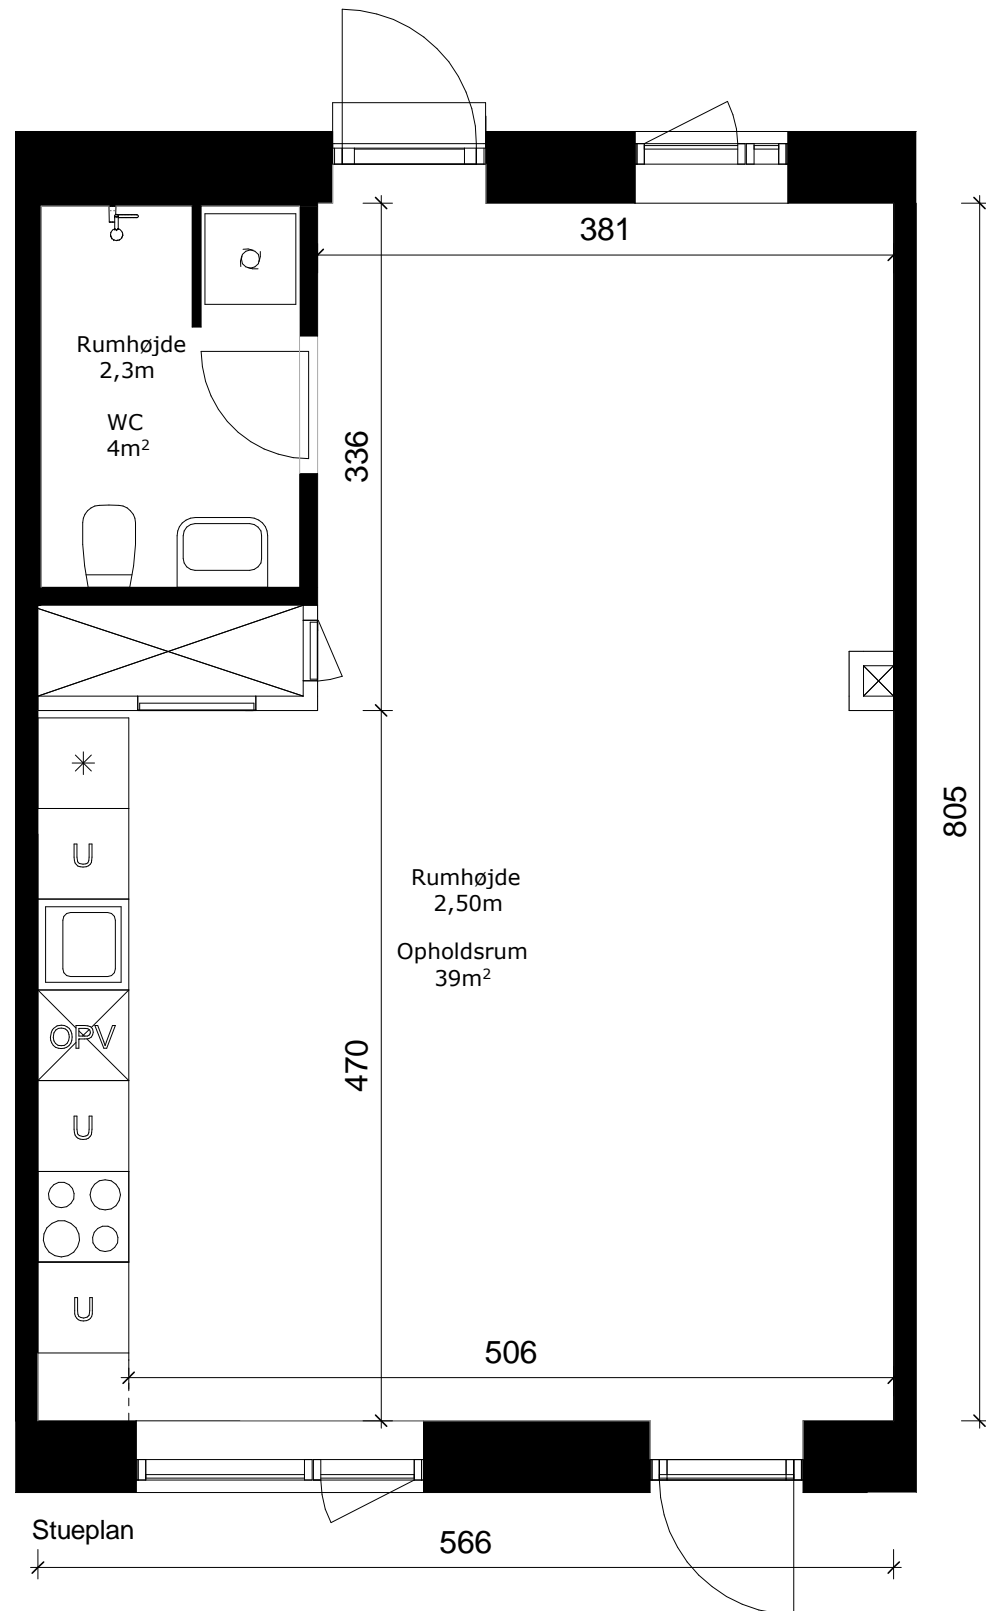 381
Rumhøjde
2,3m
WC
4m²
336
805
U
Rumhøjde
2,50m
Opholdsrum
39m²
OPV
470
U
U
506
Stueplan
566